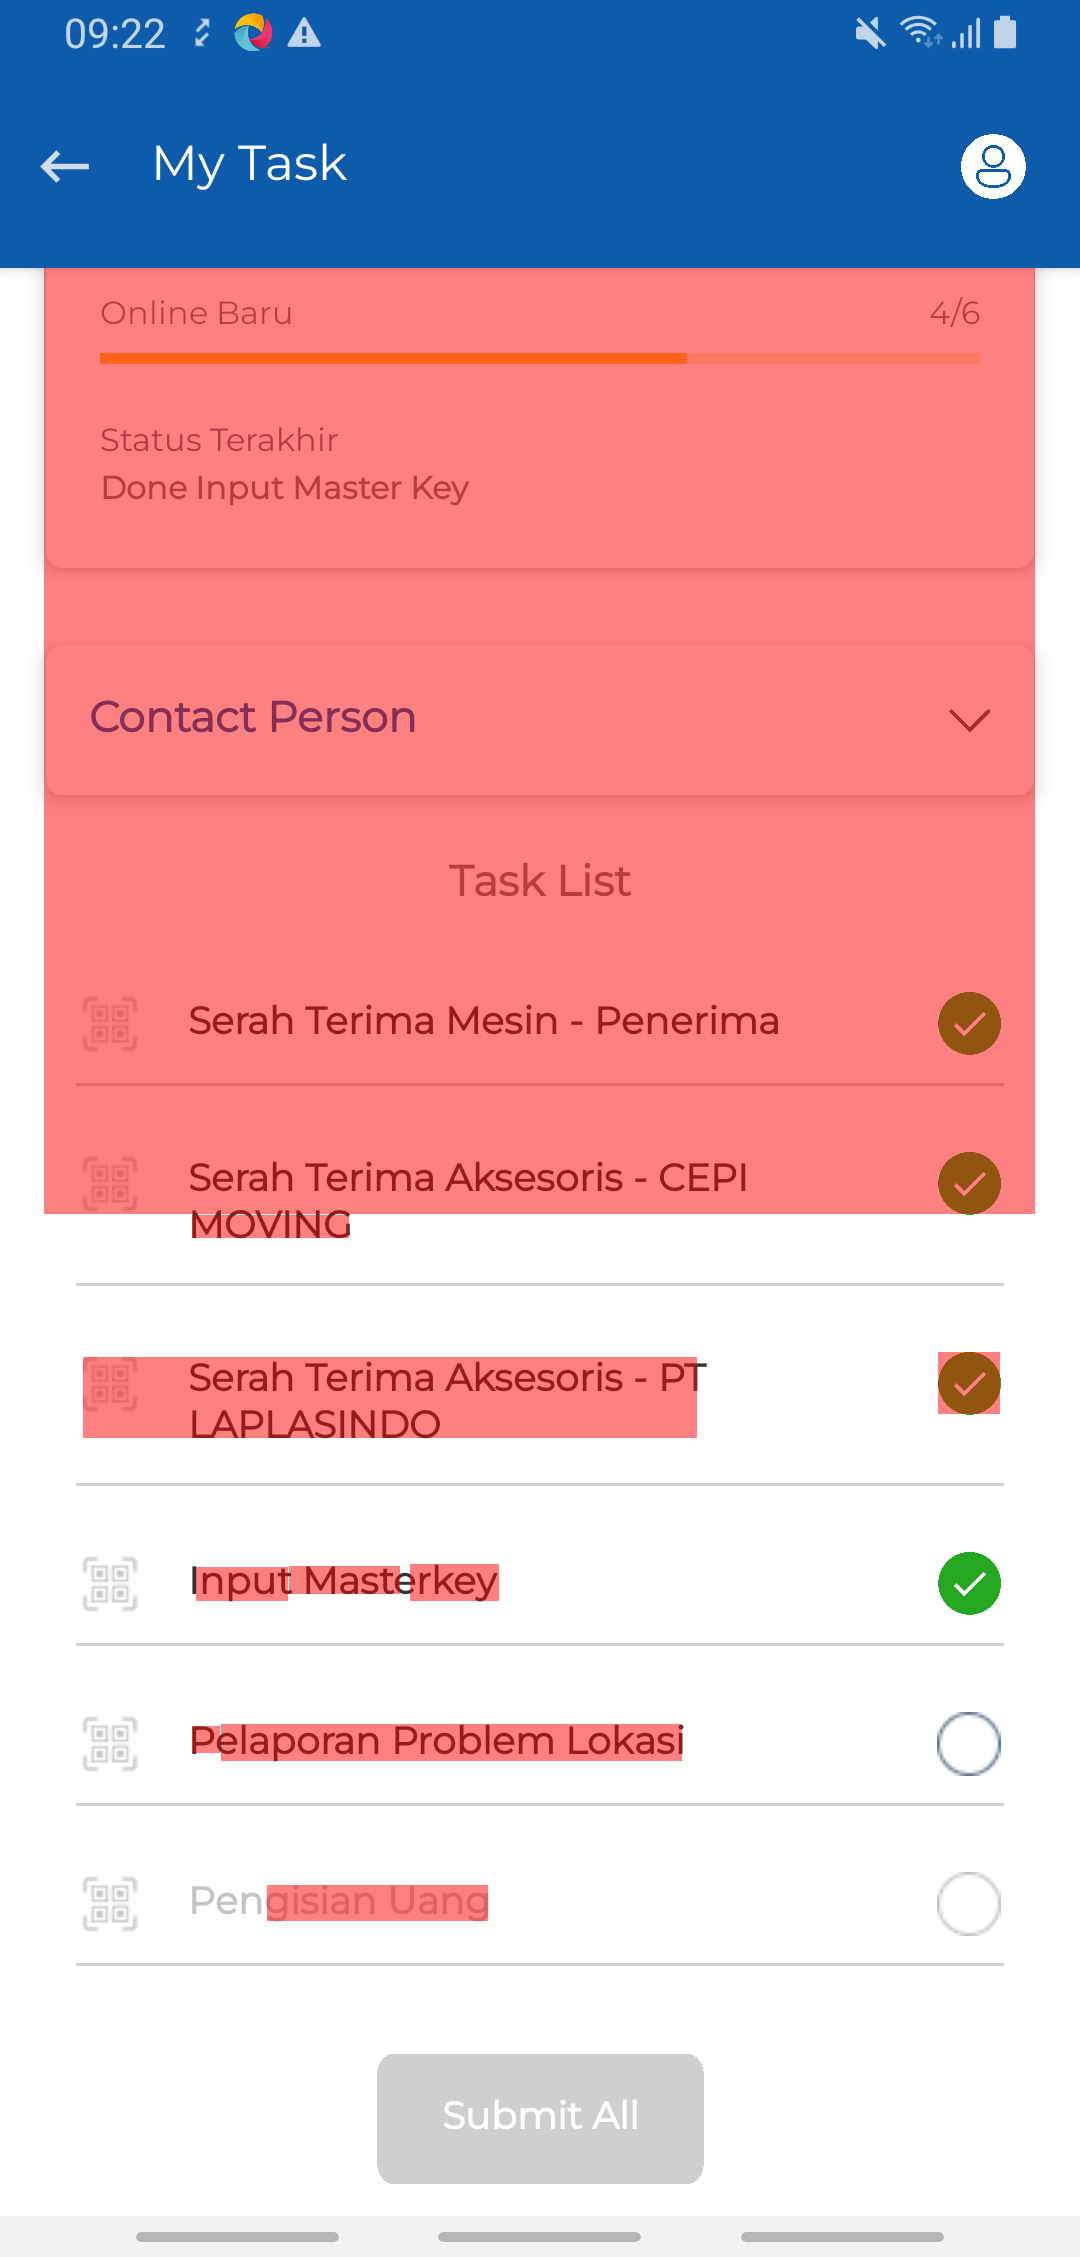 09:22
My Task
Online Baru 4/6
Status Terakhir
Done Input Master Key
Contact Person
Task List
Serah Terima Mesin - Penerima
Serah Terima Aksesoris - CEPI
MOVING
Serah Terima Aksesoris - PT
LAPLASINDO
Input Masterkey
Pelaporan Problem Lokasi
Pengisian Uang
Submit All